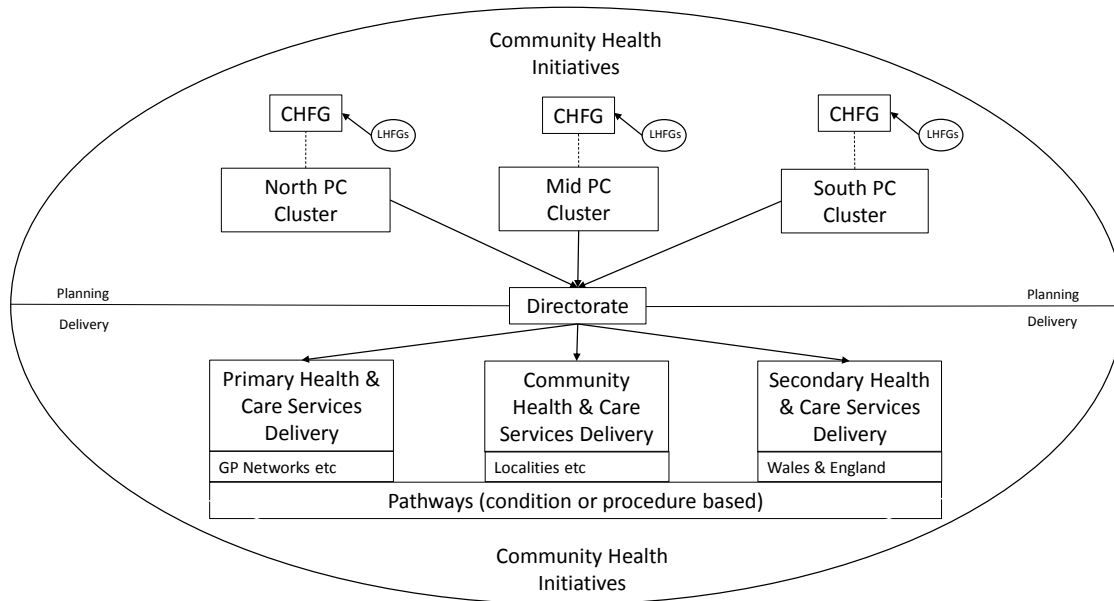 Community Health
Initiatives
CHFG
LHFGs
CHFG
LHFGs
CHFG
LHFGs
North PC
Cluster
Mid PC
Cluster
South PC
Cluster
Planning
Planning
Directorate
Delivery
Delivery
Primary Health &
Care Services
Delivery
Community
Health & Care
Services Delivery
Secondary Health
& Care Services
Delivery
GP Networks etc
Localities etc
Wales & England
Pathways (condition or procedure based)
Community Health
Initiatives